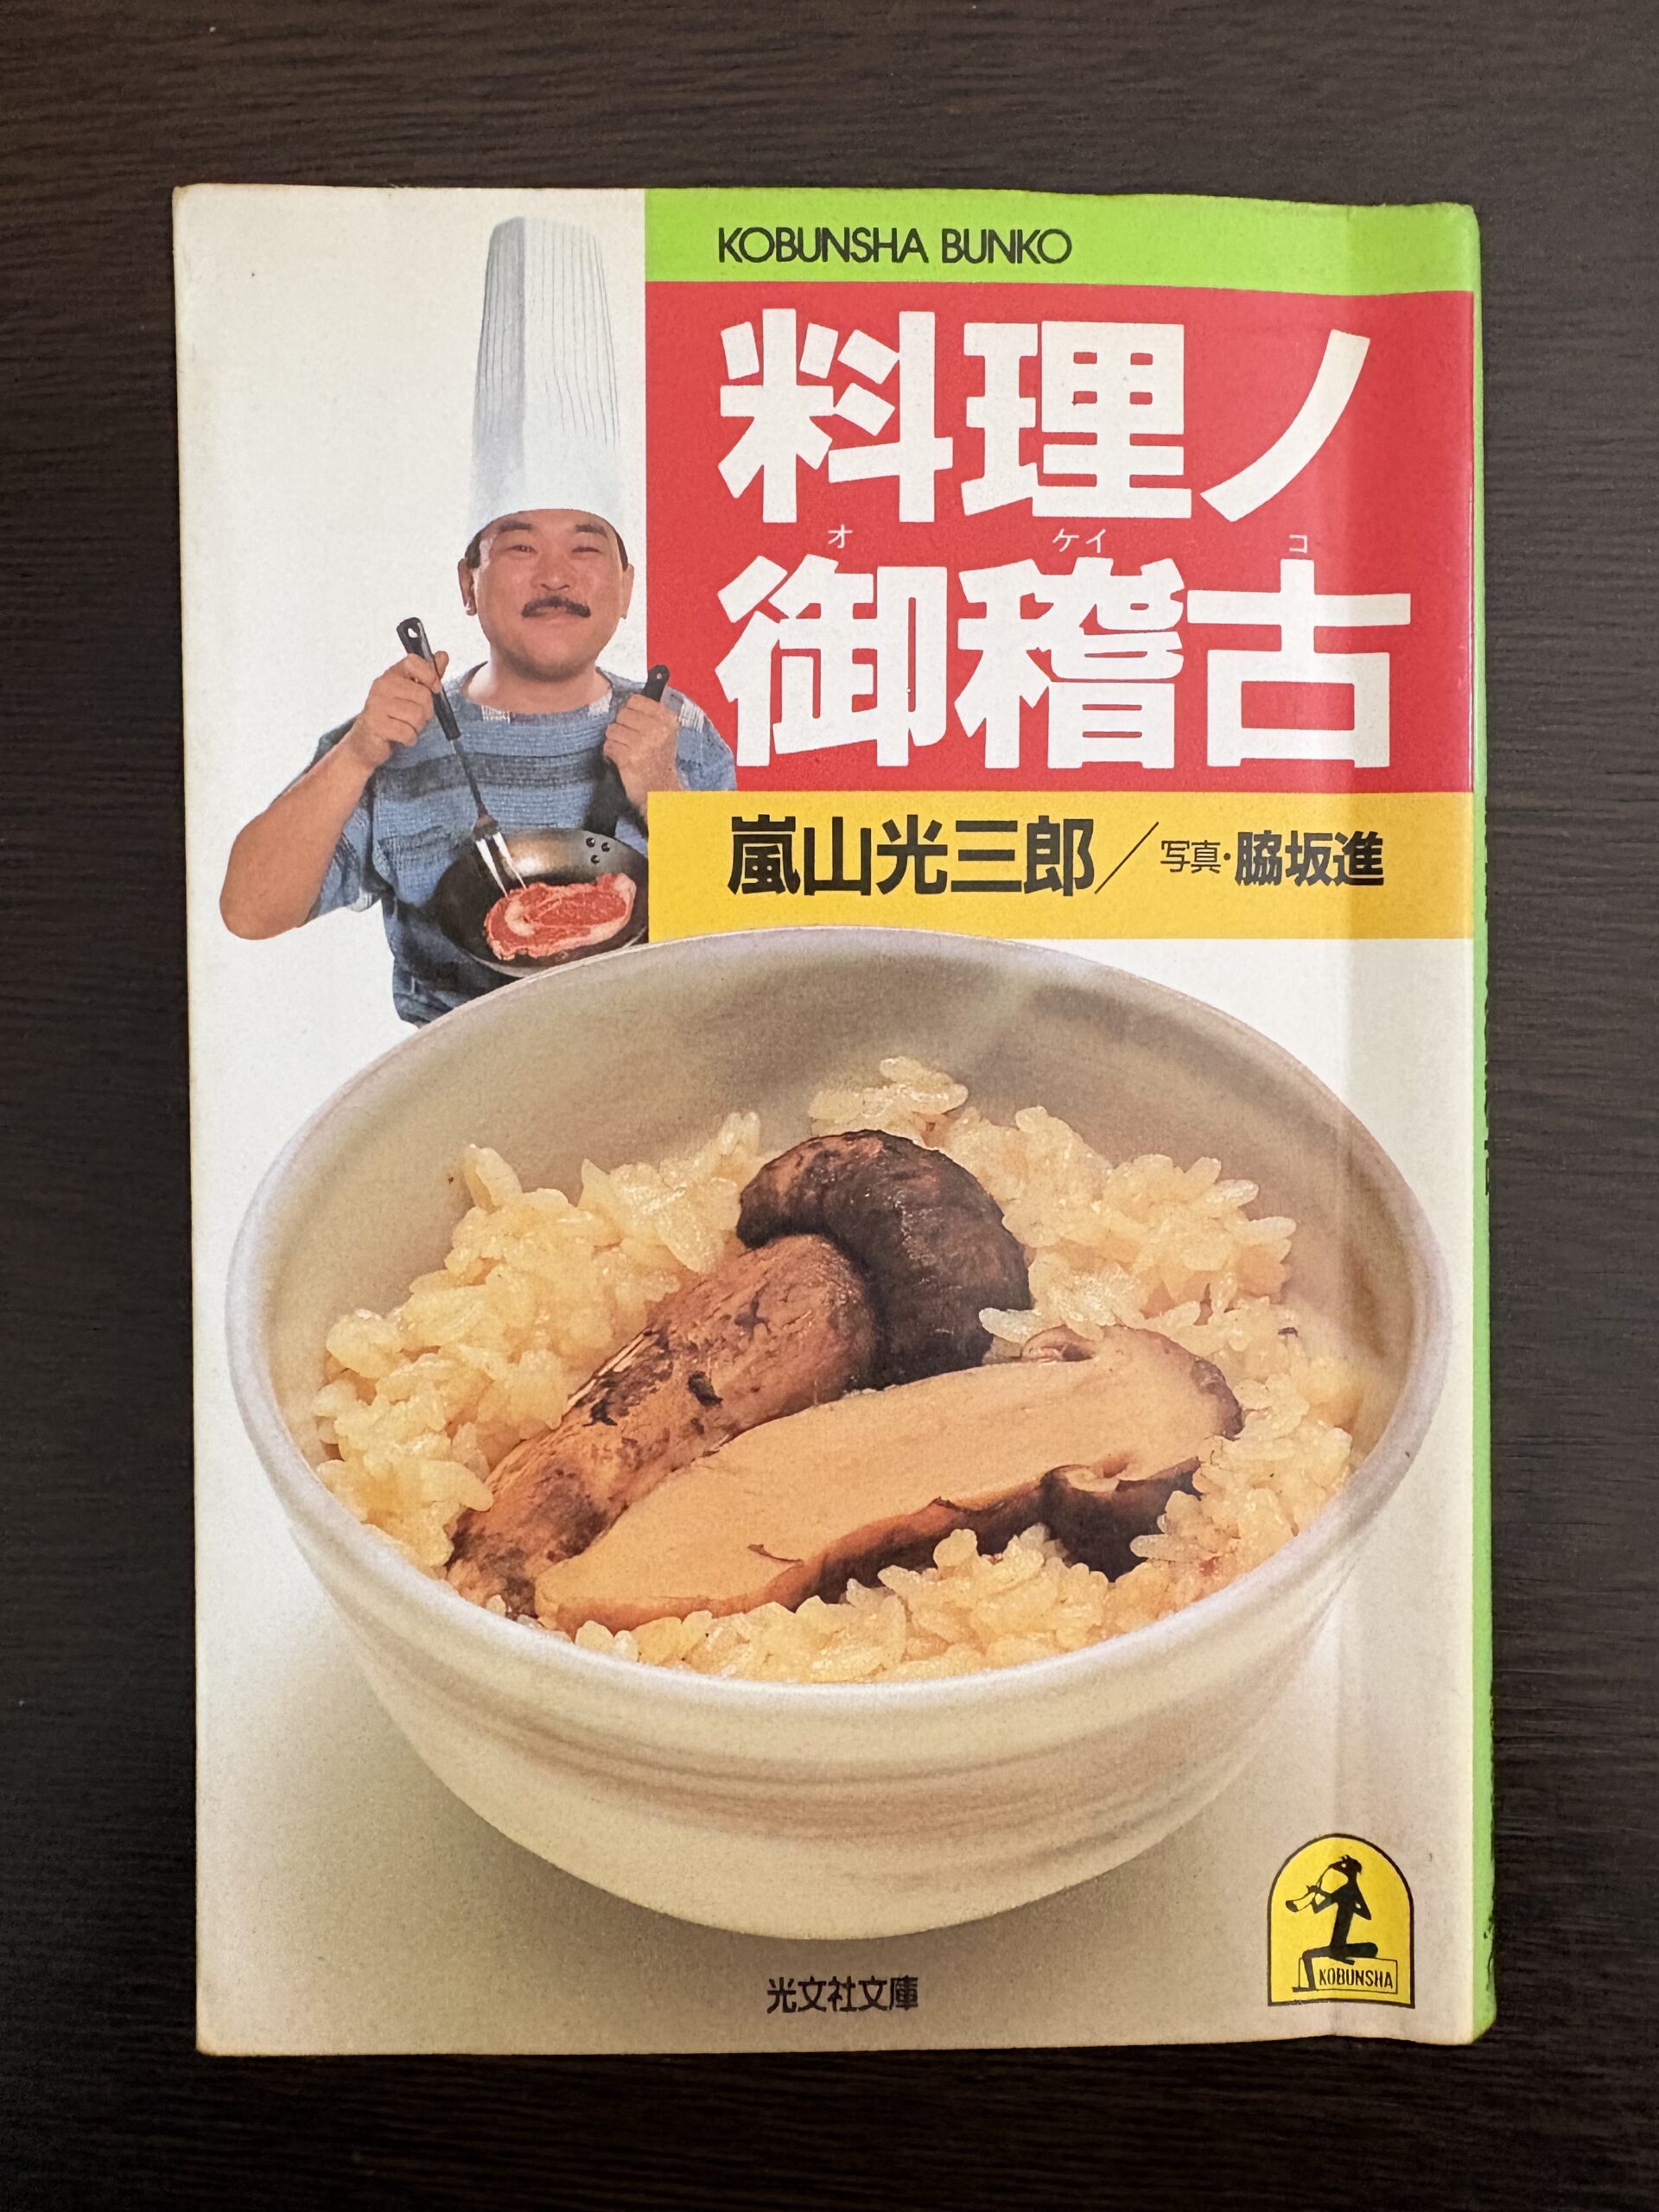 KOBUNSHA BUNKO
料理ノ
オ ケイ コ
御稽古
嵐山光三郎／写真・脇坂進
光文社文庫
KOBUNSHA